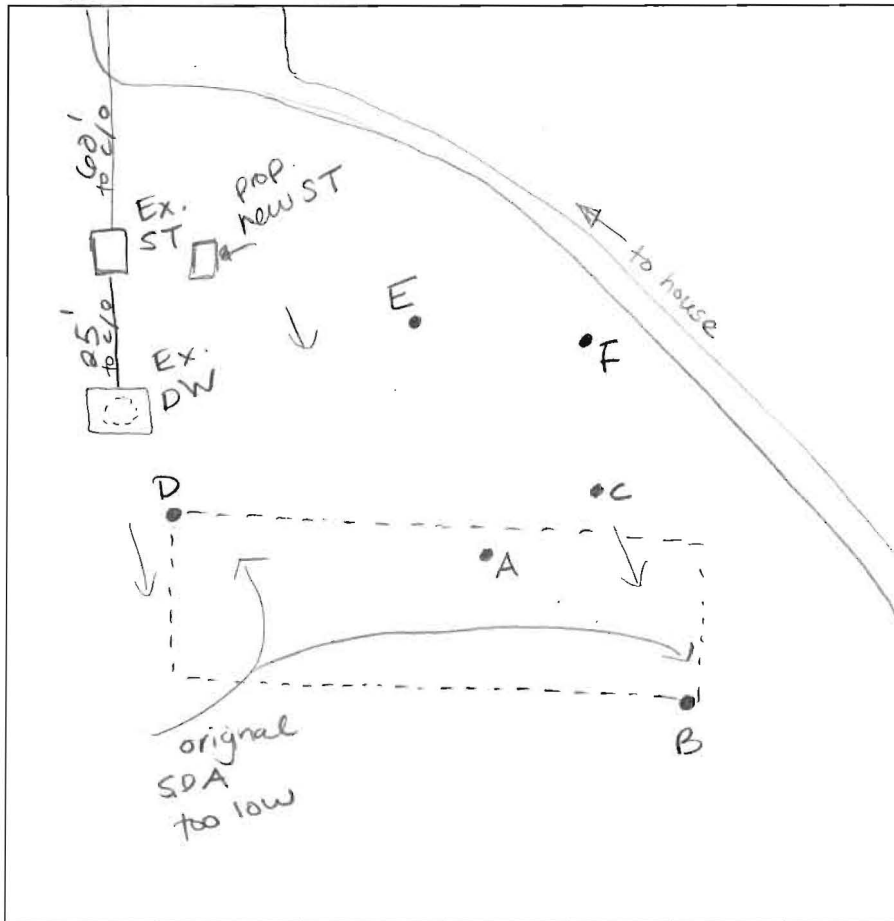 60'
to c/o
Ex.
ST
prop.
new ST
to house
E
F
25'
to c/o
Ex.
DW
D
C
A
B
orignal
SDA
too low